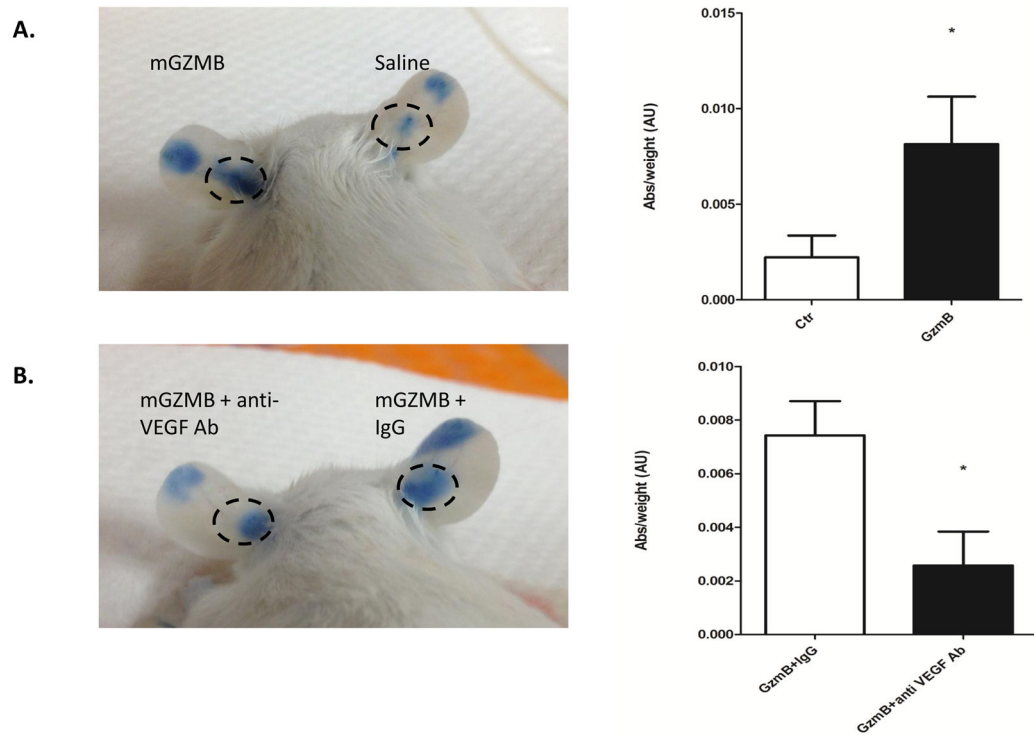 A.
mGZMB
Saline
Abs/weight (AU)
0.015
0.010
0.005
0.000
*
Ctr
GzmB
B.
mGZMB + anti-
VEGF Ab
mGZMB +
IgG
Abs/weight (AU)
0.010
0.008
0.006
0.004
0.002
0.000
*
GzmB+IgG
GzmB+anti VEGF Ab